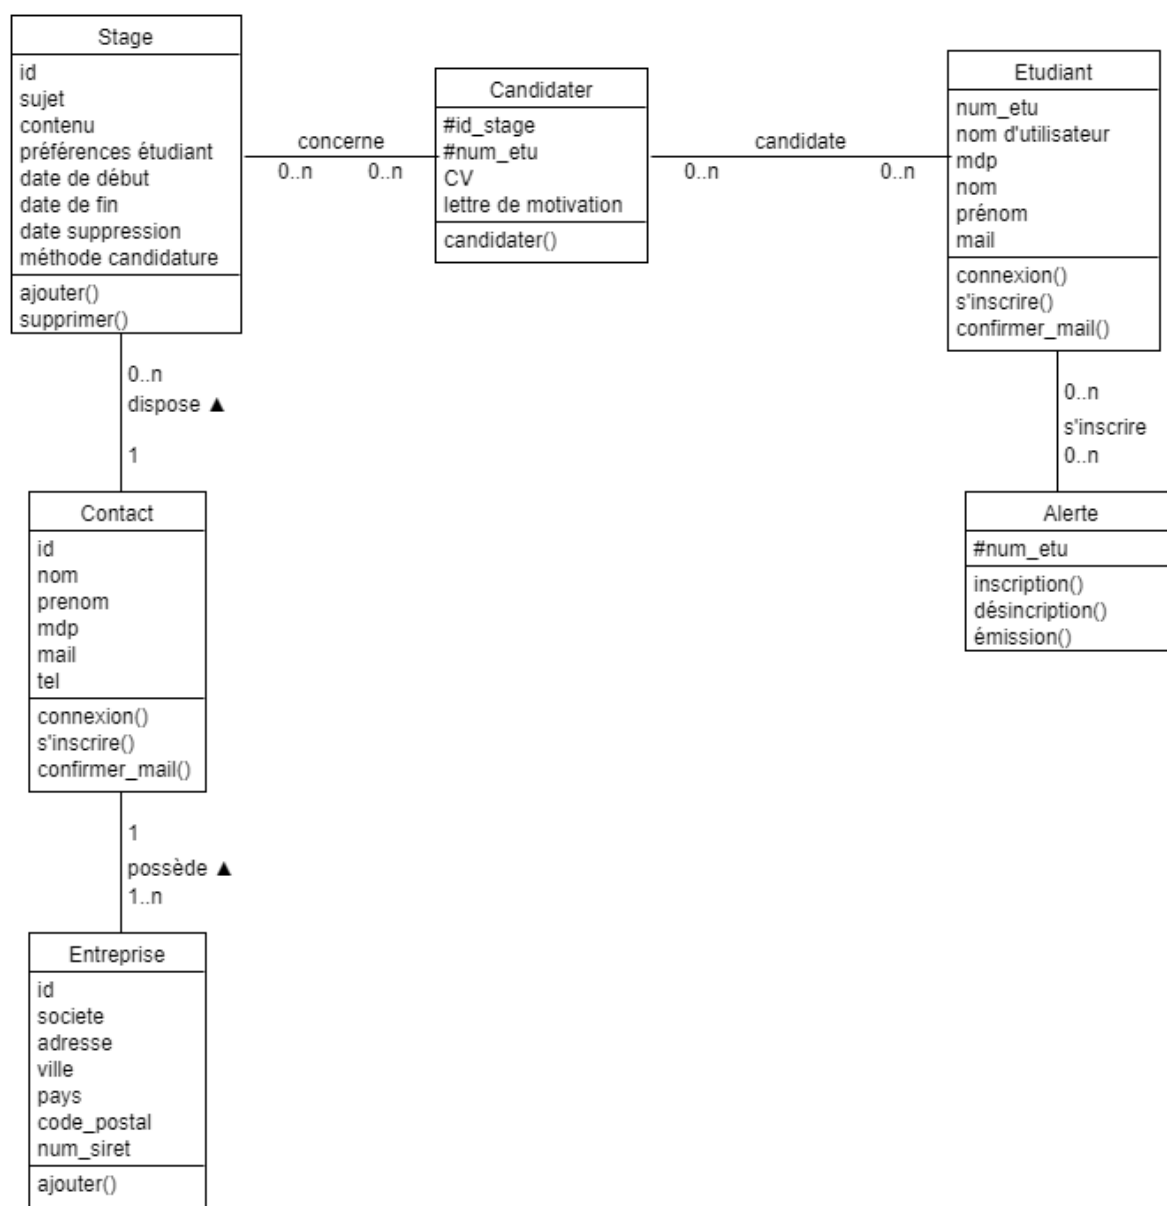 Stage
id
sujet
contenu
préférences étudiant
date de début
date de fin
date suppression
méthode candidature
ajouter()
supprimer()
concerne
0..n
0..n
Candidater
#id_stage
#num_etu
CV
lettre de motivation
candidater()
candidate
0..n
0..n
Etudiant
num_etu
nom d'utilisateur
mdp
nom
prénom
mail
connexion()
s'inscrire()
confirmer_mail()
0..n
dispose ▲
1
0..n
s'inscrire
0..n
Contact
id
nom
prenom
mdp
mail
tel
connexion()
s'inscrire()
confirmer_mail()
Alerte
#num_etu
inscription()
désincription()
émission()
1
possède ▲
1..n
Entreprise
id
societe
adresse
ville
pays
code_postal
num_siret
ajouter()